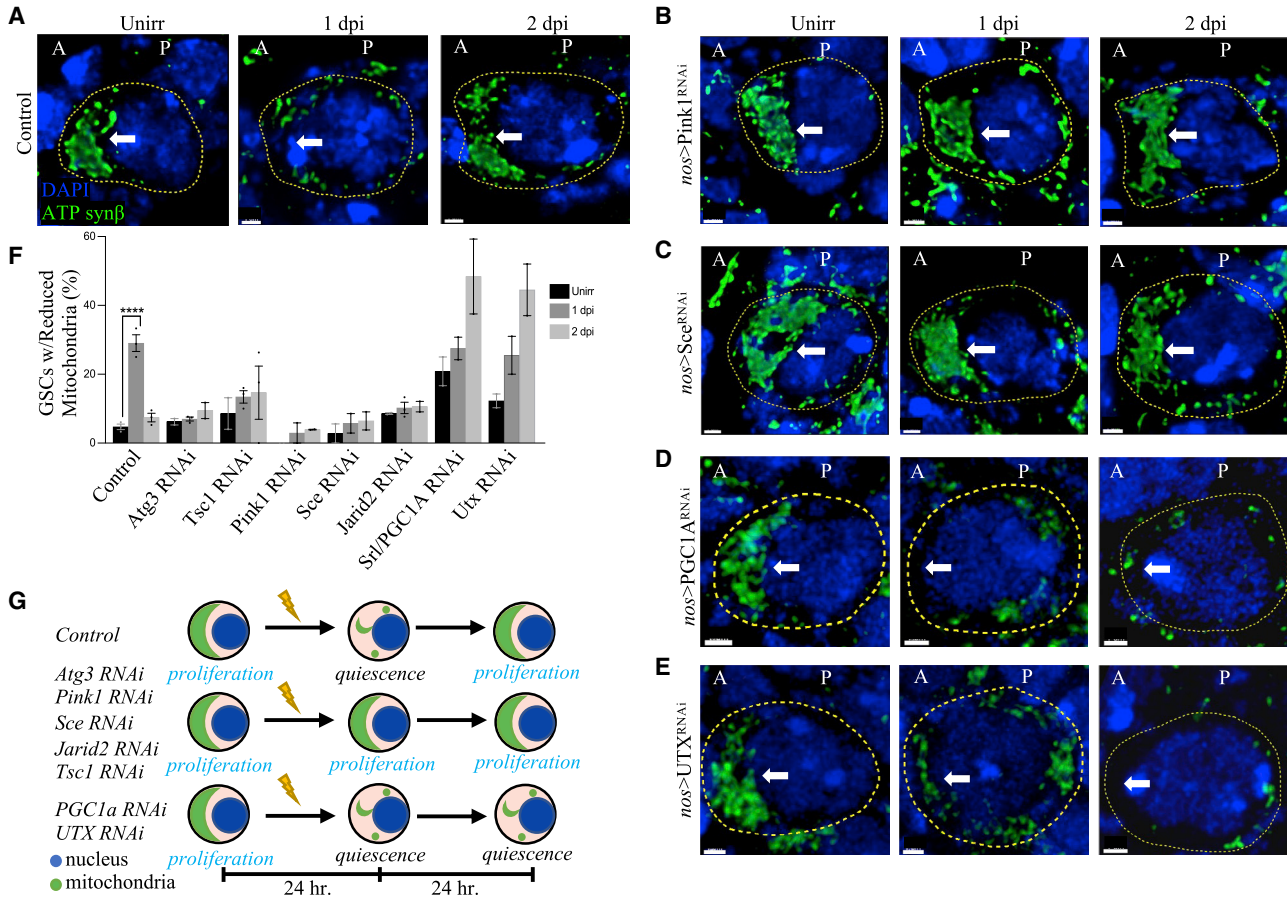 A
Unirr
1 dpi
2 dpi
Control
A P
A P
A P
DAPI
ATP synβ
B
Unirr
1 dpi
2 dpi
nos>Pink1RNAi
A P
A P
A P
C
nos>SceRNAi
A P
A P
A P
D
nos>PGC1ARNAi
A P
A P
A P
E
nos>UTXRNAi
A P
A P
A P
F
GSCs w/Reduced
Mitochondria (%)
60
40
20
0
****
Unirr
1 dpi
2 dpi
Control
Atg3 RNAi
Tsc1 RNAi
Pink1 RNAi
Sce RNAi
Jarid2 RNAi
Srl/PGC1A RNAi
Utx RNAi
G
Control
proliferation
quiescence
proliferation
Atg3 RNAi
Pink1 RNAi
Sce RNAi
Jarid2 RNAi
Tsc1 RNAi
proliferation
proliferation
proliferation
PGC1a RNAi
UTX RNAi
proliferation
quiescence
quiescence
nucleus
mitochondria
24 hr.
24 hr.